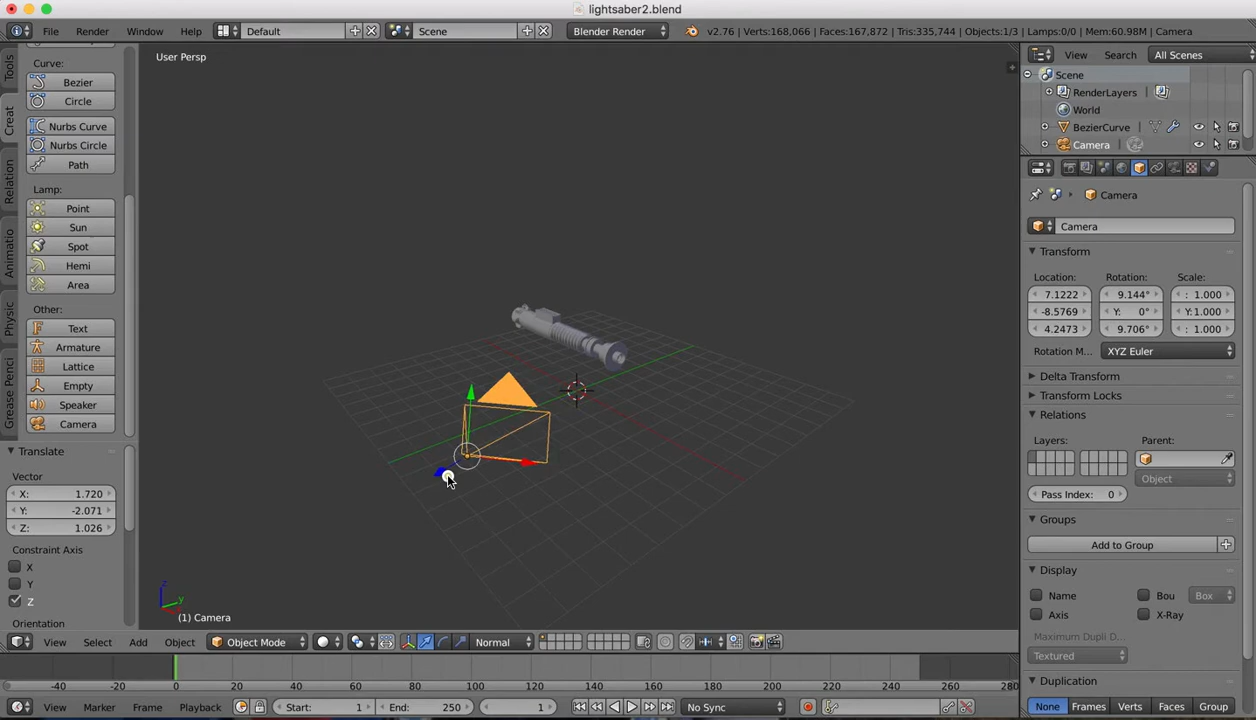 lightsaber2.blend
File Render Window Help Default Scene Blender Render v2.76 | Verts:168,066 | Faces:167,872 | Tris:335,744 | Objects:1/3 | Lamps:0/0 | Mem:60.98M | Camera
User Persp
View Search All Scenes
Scene
RenderLayers
World
BezierCurve
Camera
Tools
Creat
Relation
Animatio
Physic
Grease Penci
Curve:
Bezier
Circle
Nurbs Curve
Nurbs Circle
Path
Lamp:
Point
Sun
Spot
Hemi
Area
Other:
Text
Armature
Lattice
Empty
Speaker
Camera
Translate
Vector
X: 1.720
Y: -2.071
Z: 1.026
Constraint Axis
X
Y
Z
Orientation
z
y
(1) Camera
Camera
Camera
Transform
Location: Rotation: Scale:
7.1222 9.144° : 1.000
-8.5769 Y: 0° Y: 1.000
4.2473 9.706° : 1.000
Rotation M... XYZ Euler
Delta Transform
Transform Locks
Relations
Layers: Parent:
Object
Pass Index: 0
Groups
Add to Group
Display
Name Bou Box
Axis X-Ray
Maximum Dupli D...
Textured
Duplication
None Frames Verts Faces Group
View Select Add Object Object Mode Normal
-40 -20 0 20 40 60 80 100 120 140 160 180 200 220 240 260 280
View Marker Frame Playback Start: 1 End: 250 1 No Sync